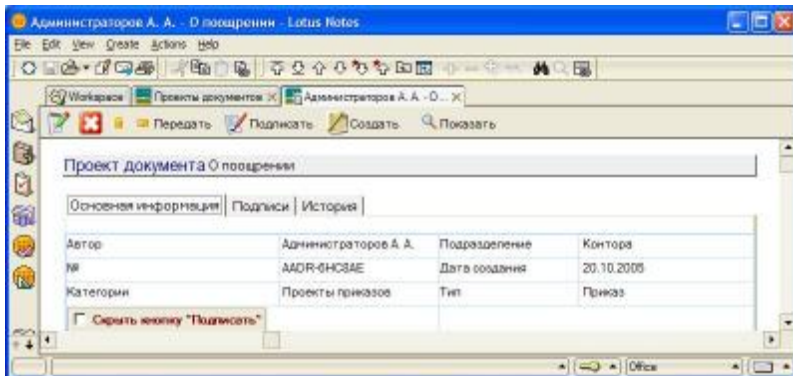 Администраторов А. А. - О поощрении - Lotus Notes
File Edit View Create Actions Help
Workspace Проекты документов Администраторов А. А. - О...
Передать Подписать Создать Показать
Проект документа О поощрении
Основная информация Подписи История
Автор Администраторов А. А. Подразделение Контора
№ AADR-6HC8AE Дата создания 20.10.2005
Категории Проекты приказов Тип Приказ
Скрыть кнопку "Подписать"
Office